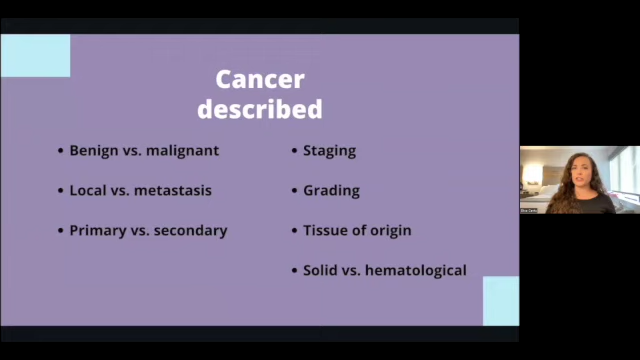 Cancer
described
• Benign vs. malignant
• Local vs. metastasis
• Primary vs. secondary
• Staging
• Grading
• Tissue of origin
• Solid vs. hematological